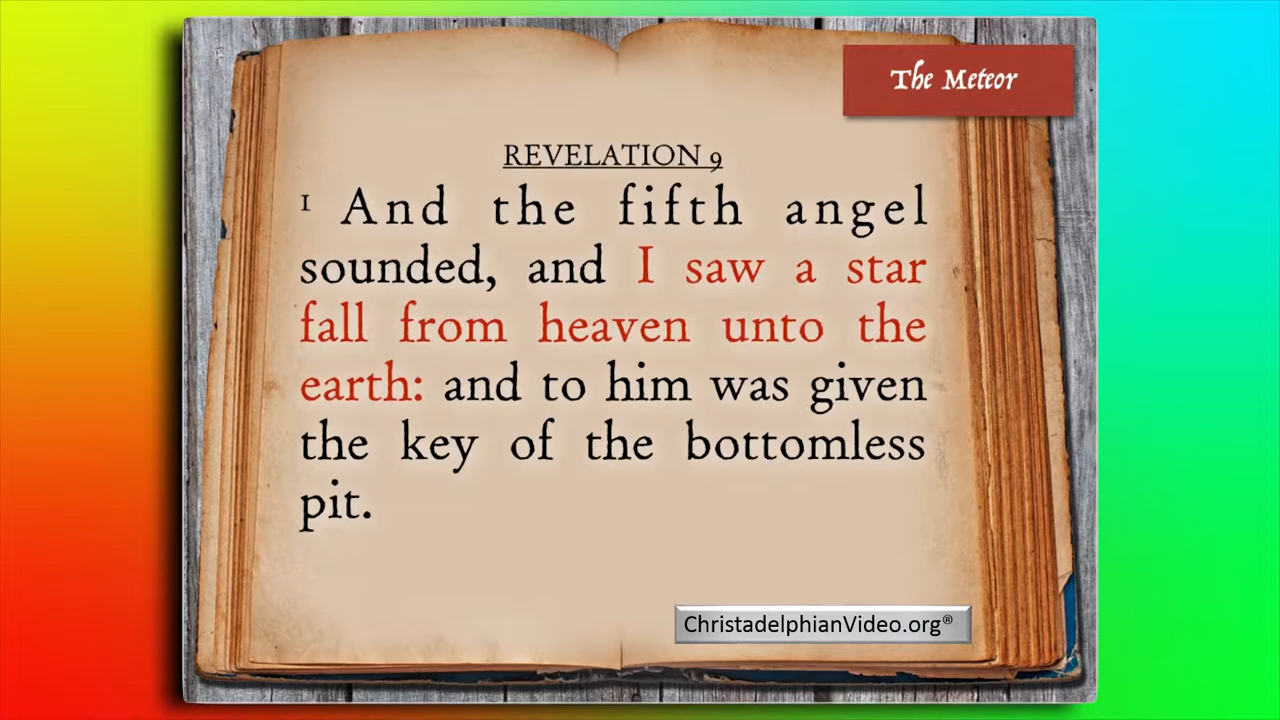 The Meteor
REVELATION 9
1 And the fifth angel
sounded, and I saw a star
fall from heaven unto the
earth: and to him was given
the key of the bottomless
pit.
ChristadelphianVideo.org®